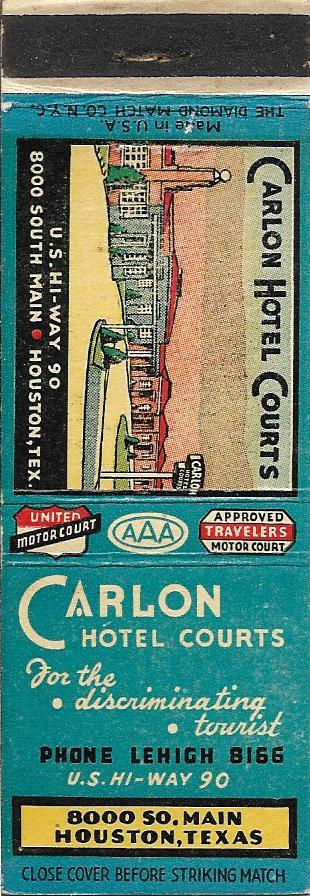 Made in U.S.A.
THE DIAMOND MATCH CO. N.Y.C.
CARLON HOTEL COURTS
CARLON
HOTEL
COURTS
U.S. HI-WAY 90
8000 SOUTH MAIN • HOUSTON, TEX.
UNITED
MOTOR COURT
AAA
APPROVED
TRAVELERS
MOTOR COURT
CARLON
HOTEL COURTS
For the
• discriminating
• tourist
PHONE LEHIGH 8166
U.S. HI-WAY 90
8000 SO. MAIN
HOUSTON, TEXAS
CLOSE COVER BEFORE STRIKING MATCH